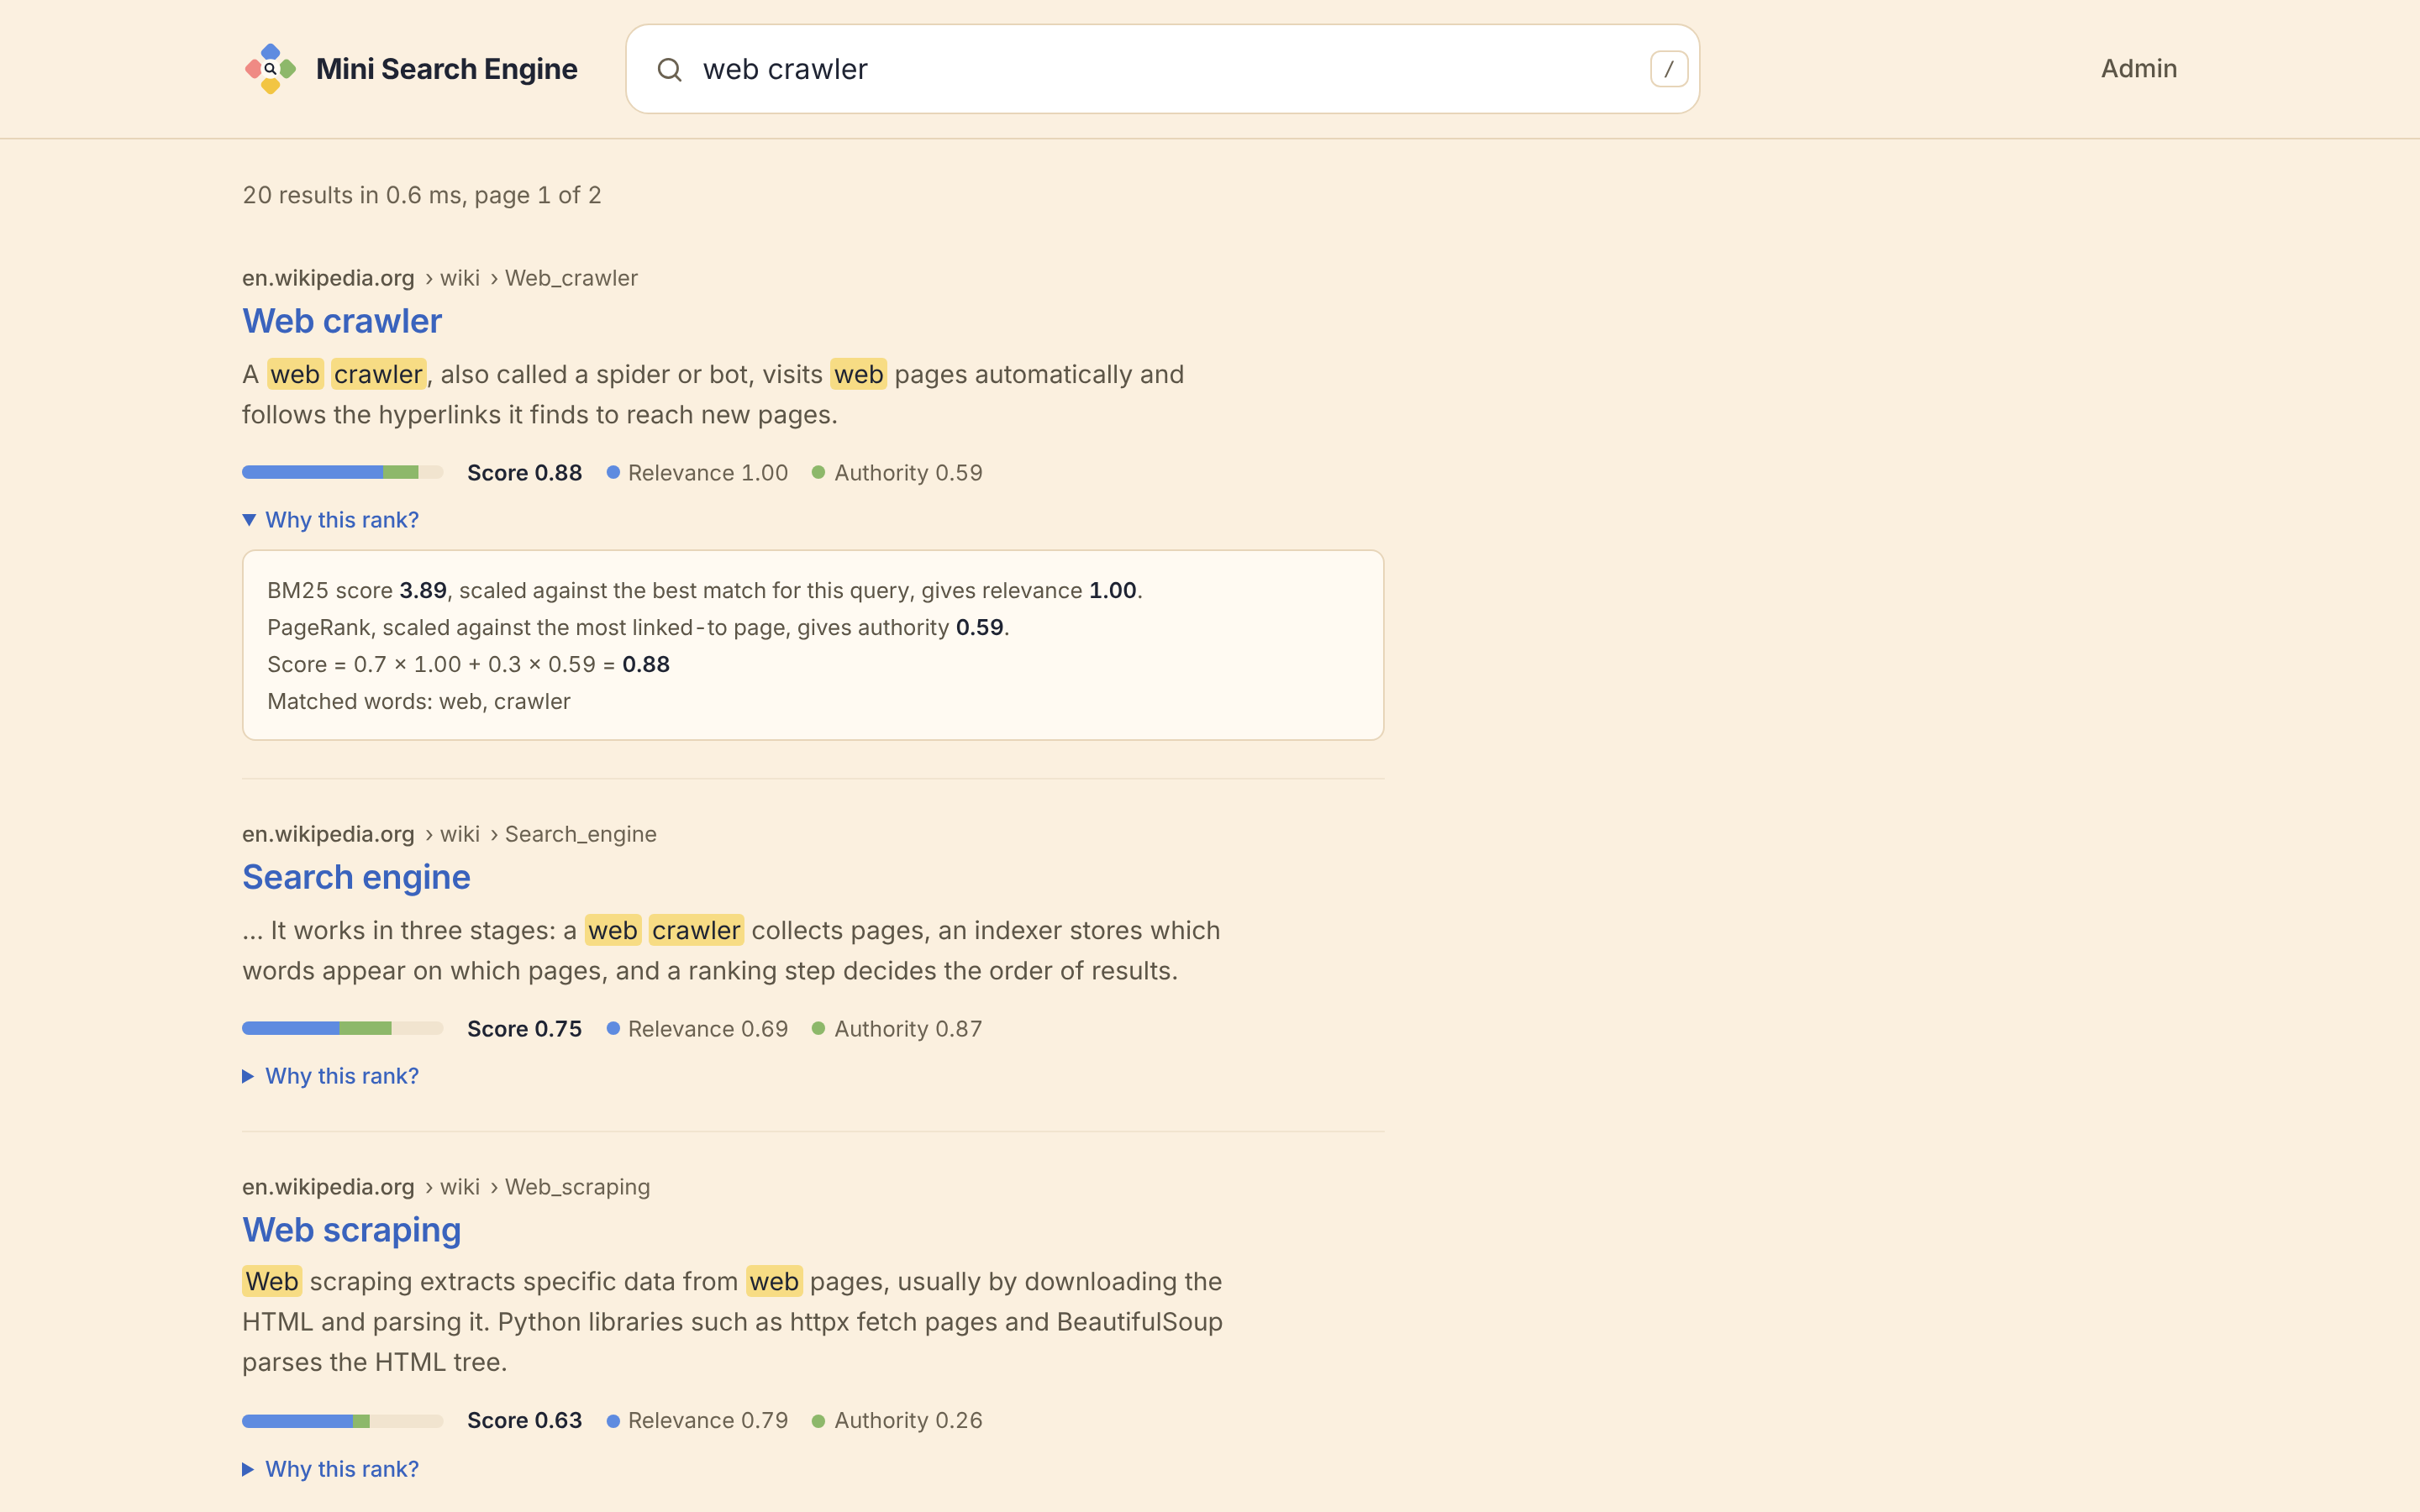 Mini Search Engine
web crawler
/
Admin
20 results in 0.6 ms, page 1 of 2
en.wikipedia.org › wiki › Web_crawler
Web crawler
A web crawler, also called a spider or bot, visits web pages automatically and
follows the hyperlinks it finds to reach new pages.
Score 0.88 Relevance 1.00 Authority 0.59
▼ Why this rank?
BM25 score 3.89, scaled against the best match for this query, gives relevance 1.00.
PageRank, scaled against the most linked-to page, gives authority 0.59.
Score = 0.7 × 1.00 + 0.3 × 0.59 = 0.88
Matched words: web, crawler
en.wikipedia.org › wiki › Search_engine
Search engine
... It works in three stages: a web crawler collects pages, an indexer stores which
words appear on which pages, and a ranking step decides the order of results.
Score 0.75 Relevance 0.69 Authority 0.87
▶ Why this rank?
en.wikipedia.org › wiki › Web_scraping
Web scraping
Web scraping extracts specific data from web pages, usually by downloading the
HTML and parsing it. Python libraries such as httpx fetch pages and BeautifulSoup
parses the HTML tree.
Score 0.63 Relevance 0.79 Authority 0.26
▶ Why this rank?